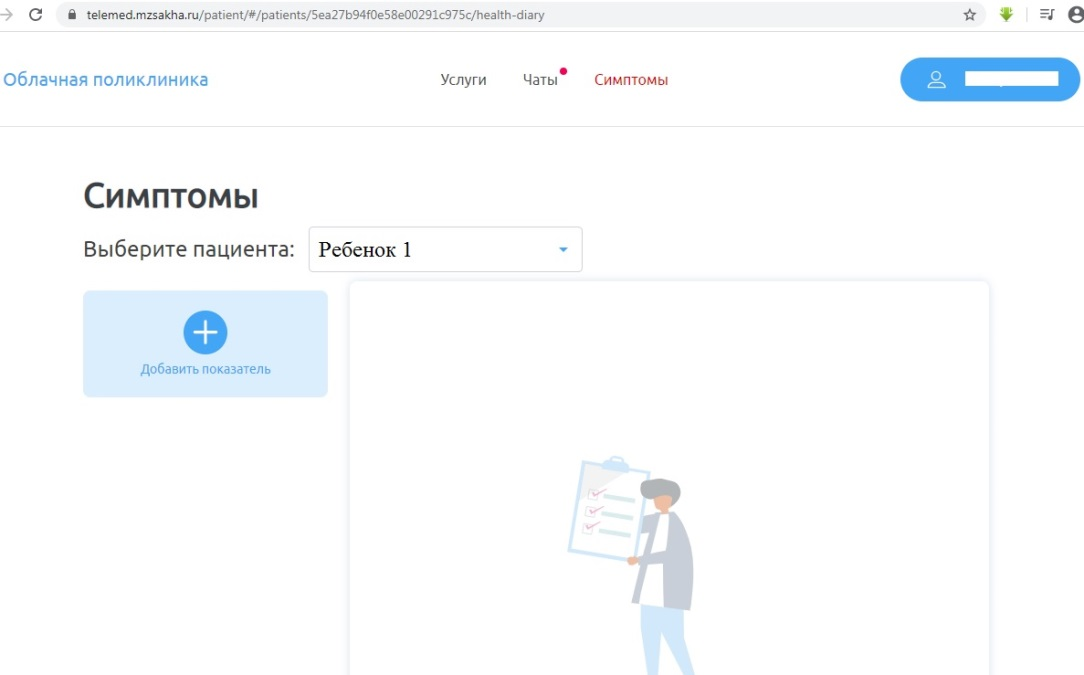 telemed.mzsakha.ru/patient/#/patients/5ea27b94f0e58e00291c975c/health-diary
Облачная поликлиника
Услуги
Чаты
Симптомы
Симптомы
Выберите пациента: Ребенок 1
Добавить показатель